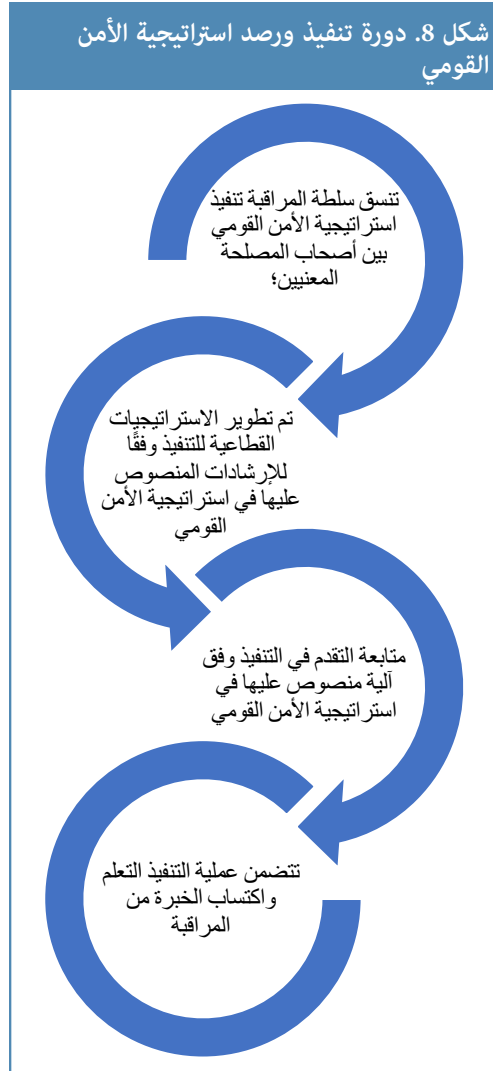 شكل 8. دورة تنفيذ ورصد استراتيجية الأمن
القومي
تنسق سلطة المراقبة تنفيذ
استراتيجية الأمن القومي
بين أصحاب المصلحة
المعنيين؛
تم تطوير الاستراتيجيات
القطاعية للتنفيذ وفقًا
للإرشادات المنصوص
عليها في استراتيجية الأمن
القومي
متابعة التقدم في التنفيذ وفق
آلية منصوص عليها في
استراتيجية الأمن القومي
تتضمن عملية التنفيذ التعلم
واكتساب الخبرة من
المراقبة